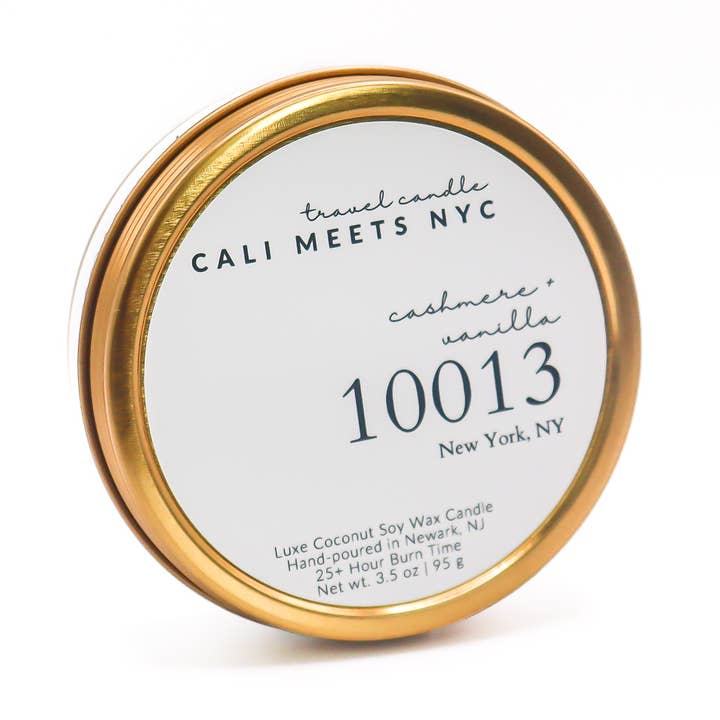 travel candle
CALI MEETS NYC
cashmere +
vanilla
10013
New York, NY
Luxe Coconut Soy Wax Candle
Hand-poured in Newark, NJ
25+ Hour Burn Time
Net wt. 3.5 oz | 95 g